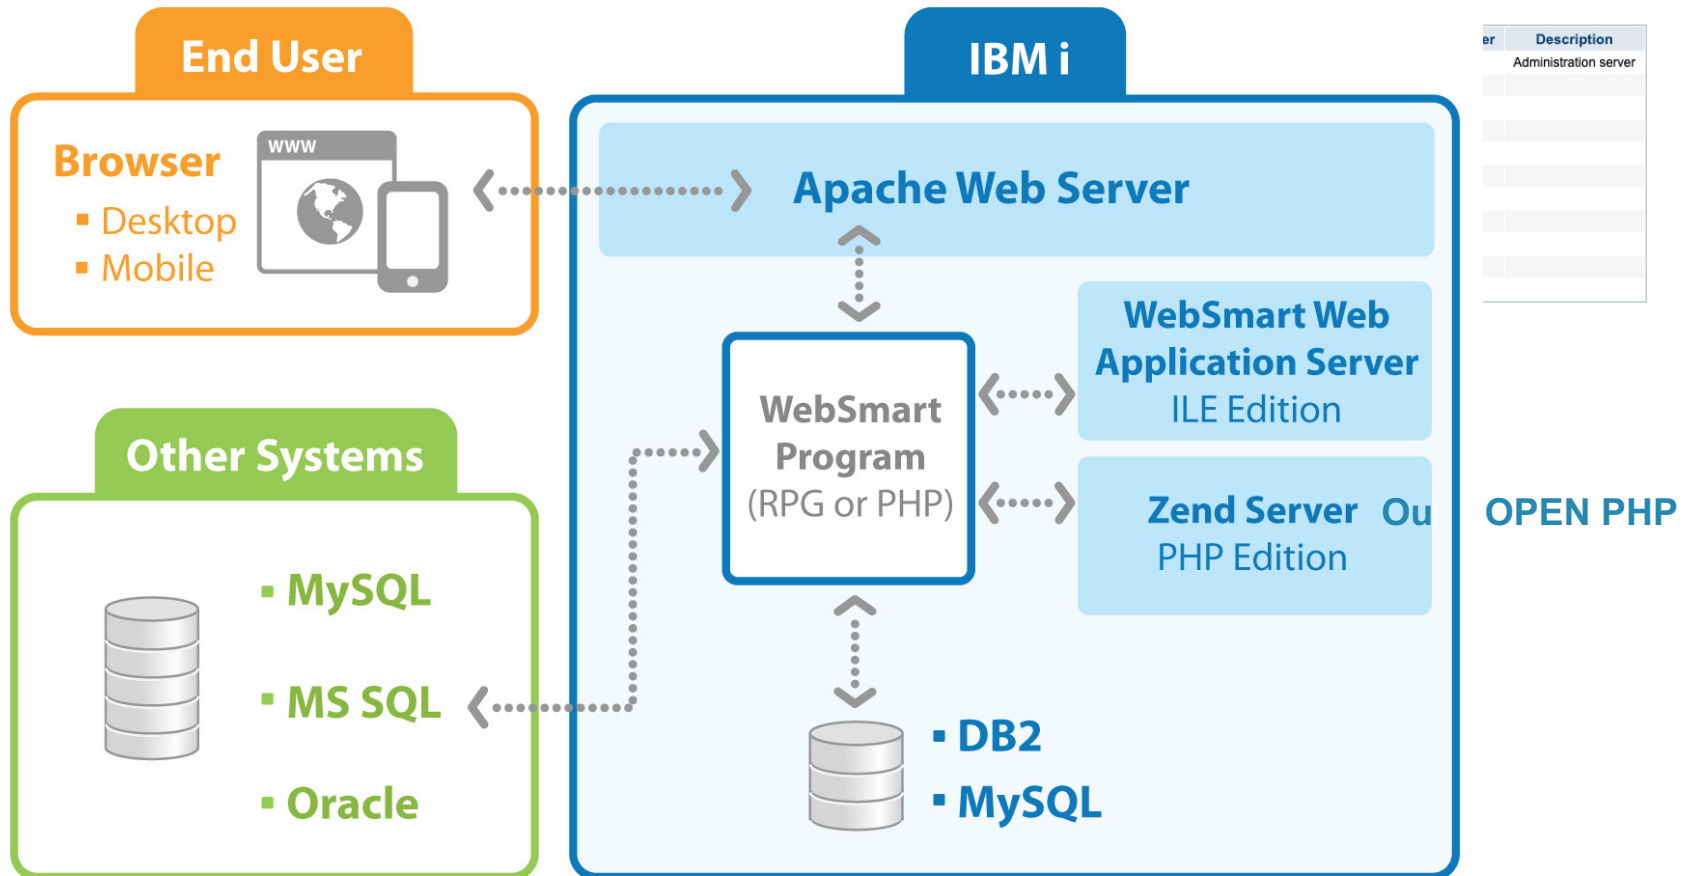 End User
Browser
▪ Desktop
▪ Mobile
www
Other Systems
▪ MySQL
▪ MS SQL
▪ Oracle
IBM i
Apache Web Server
WebSmart
Program
(RPG or PHP)
WebSmart Web
Application Server
ILE Edition
Zend Server
PHP Edition
▪ DB2
▪ MySQL
er Description
Administration server
Ou OPEN PHP